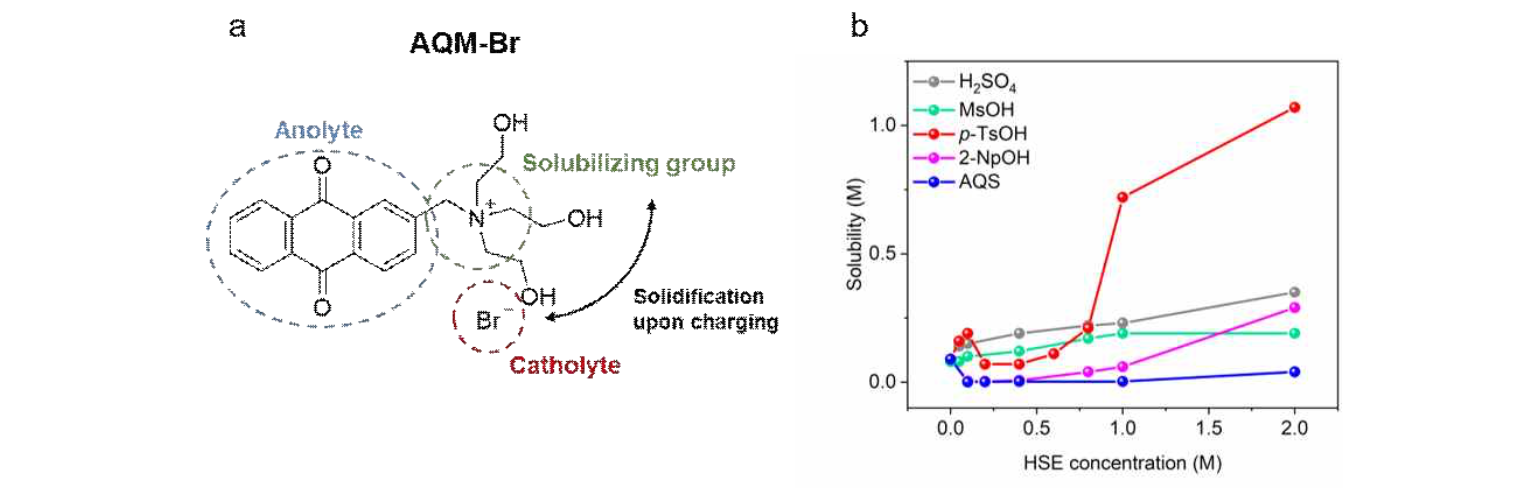 a
AQM-Br
Anolyte
Solubilizing group
OH
O
N+
OH
OH
O
Br−
Solidification
upon charging
Catholyte
b
H₂SO₄
MsOH
p-TsOH
2-NpOH
AQS
1.0
0.5
0.0
Solubility (M)
0.0 0.5 1.0 1.5 2.0
HSE concentration (M)